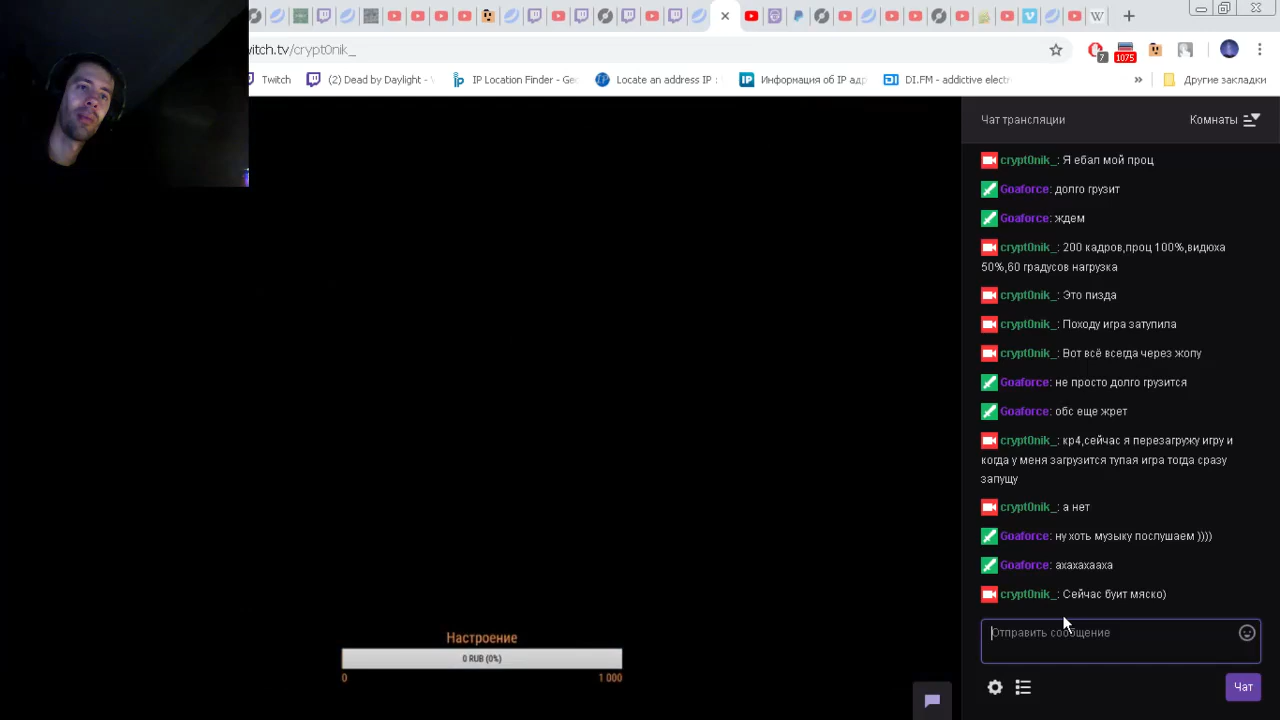 itch.tv/crypt0nik_
7
1075
Twitch
(2) Dead by Daylight -
IP Location Finder - Geo
Locate an address IP :
Информация об IP адр
DI.FM - addictive electr
»
Другие закладки
Чат трансляции
Комнаты
crypt0nik_: Я ебал мой проц
Goaforce: долго грузит
Goaforce: ждем
crypt0nik_: 200 кадров,проц 100%,видюха
50%,60 градусов нагрузка
crypt0nik_: Это пизда
crypt0nik_: Походу игра затупила
crypt0nik_: Вот всё всегда через жопу
Goaforce: не просто долго грузится
Goaforce: обс еще жрет
crypt0nik_: кр4,сейчас я перезагружу игру и
когда у меня загрузится тупая игра тогда сразу
запущу
crypt0nik_: а нет
Goaforce: ну хоть музыку послушаем ))))
Goaforce: ахахахааха
crypt0nik_: Сейчас буит мяско)
Отправить сообщение
Чат
Настроение
0 RUB (0%)
0
1 000